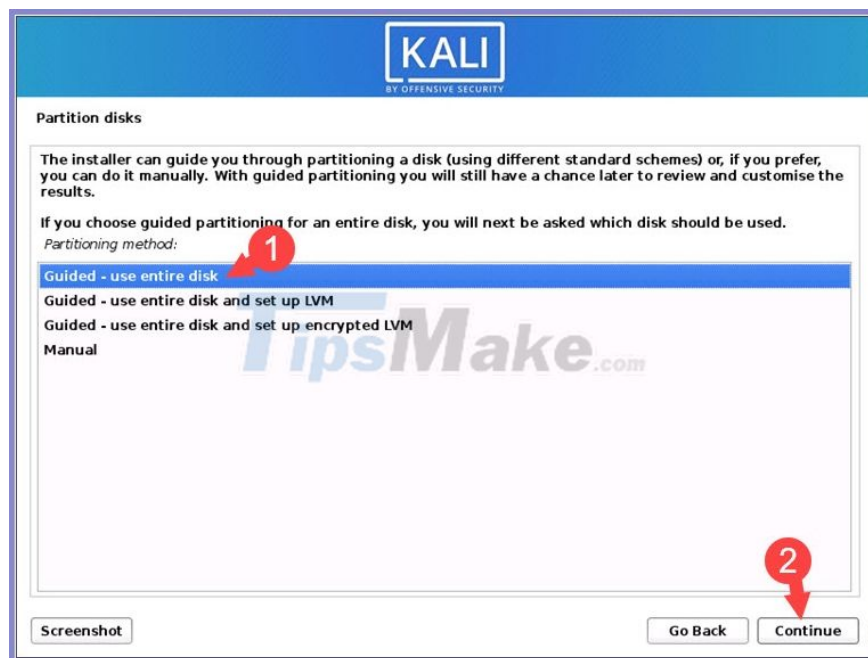 KALI
BY OFFENSIVE SECURITY
Partition disks
The installer can guide you through partitioning a disk (using different standard schemes) or, if you prefer,
you can do it manually. With guided partitioning you will still have a chance later to review and customise the
results.
If you choose guided partitioning for an entire disk, you will next be asked which disk should be used.
Partitioning method:
1
Guided - use entire disk
Guided - use entire disk and set up LVM
Guided - use entire disk and set up encrypted LVM
Manual
TipsMake.com
2
Screenshot
Go Back
Continue